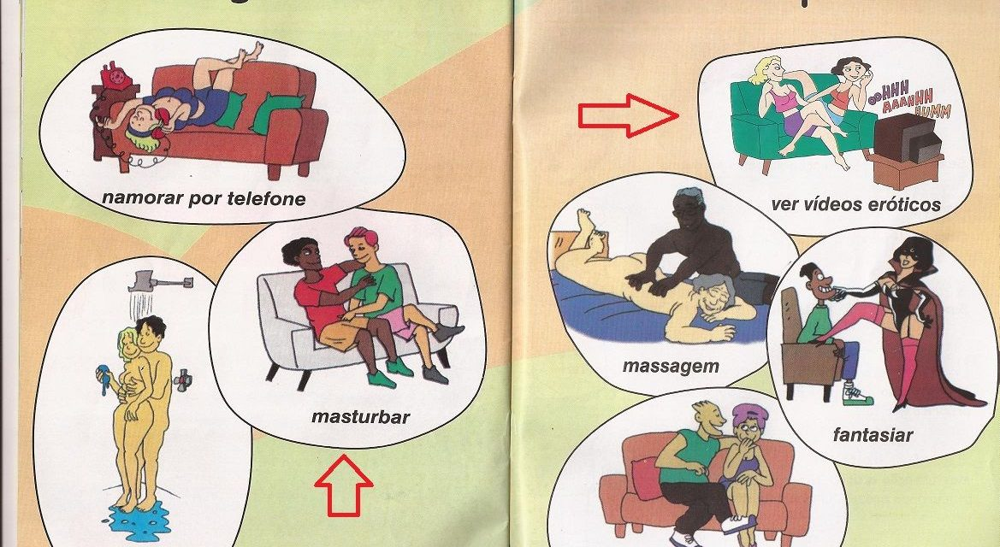 namorar por telefone
masturbar
OOHHH
AAAHHH
HUMM
ver vídeos eróticos
massagem
fantasiar